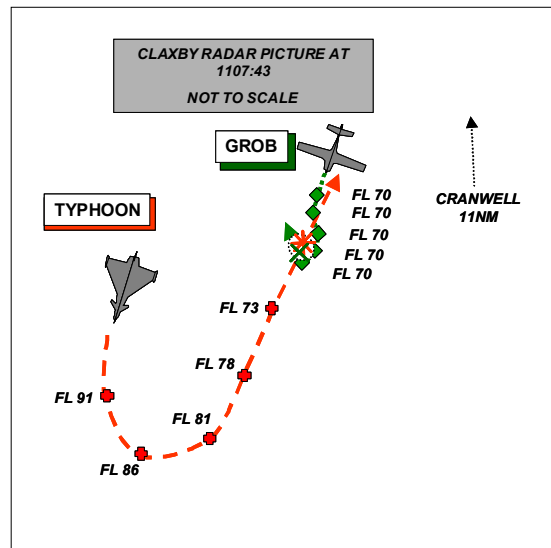 CLAXBY RADAR PICTURE AT
1107:43
NOT TO SCALE
GROB
TYPHOON
FL 70
FL 70
FL 70
FL 70
FL 70
CRANWELL
11NM
FL 73
FL 78
FL 91
FL 81
FL 86